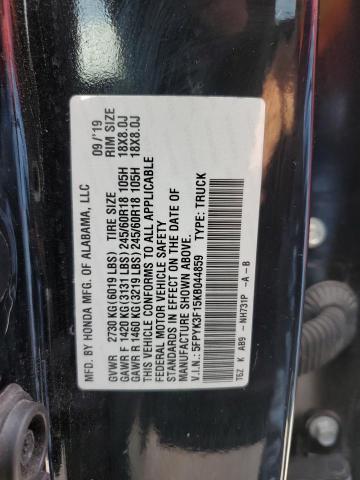 MFD. BY HONDA MFG. OF ALABAMA, LLC 09/'19
TIRE SIZE RIM SIZE
GVWR 2730 KG(6019 LBS)
GAWR F 1420 KG(3131 LBS) 245/60R18 105H 18X8.0J
GAWR R 1460 KG(3219 LBS) 245/60R18 105H 18X8.0J
THIS VEHICLE CONFORMS TO ALL APPLICABLE
FEDERAL MOTOR VEHICLE SAFETY
STANDARDS IN EFFECT ON THE DATE OF
MANUFACTURE SHOWN ABOVE.
V.I.N.: 5FPYK3F15KB044859 TYPE: TRUCK
T6Z K AB9 - NH731P -A -B